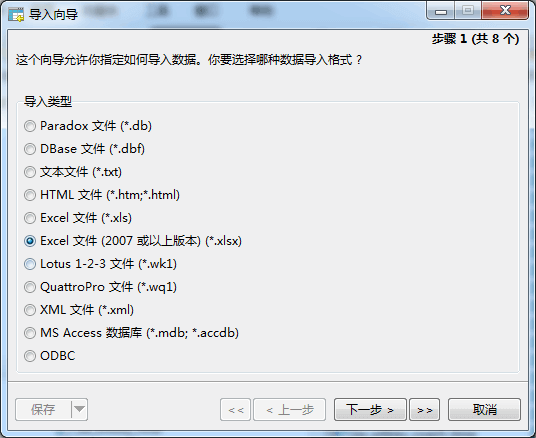 导入向导
步骤 1 (共 8 个)
这个向导允许你指定如何导入数据。你要选择哪种数据导入格式？
导入类型
Paradox 文件 (*.db)
DBase 文件 (*.dbf)
文本文件 (*.txt)
HTML 文件 (*.htm;*.html)
Excel 文件 (*.xls)
Excel 文件 (2007 或以上版本) (*.xlsx)
Lotus 1-2-3 文件 (*.wk1)
QuattroPro 文件 (*.wq1)
XML 文件 (*.xml)
MS Access 数据库 (*.mdb; *.accdb)
ODBC
保存 << < 上一步 下一步 > >> 取消